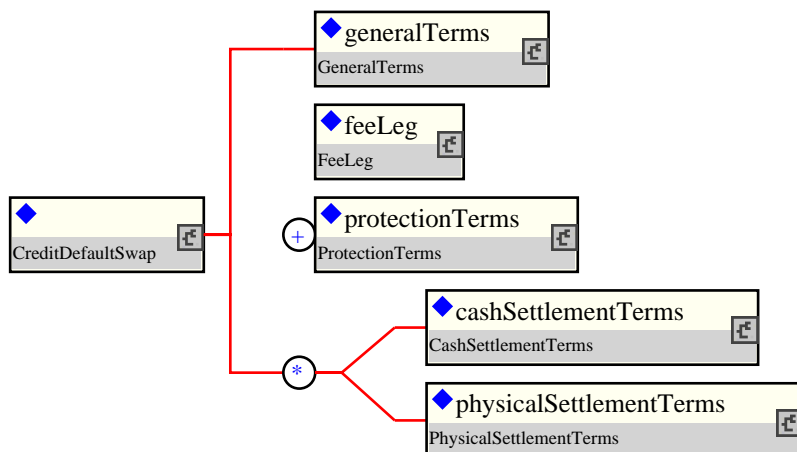 generalTerms
GeneralTerms
feeLeg
FeeLeg
CreditDefaultSwap
+
protectionTerms
ProtectionTerms
cashSettlementTerms
CashSettlementTerms
*
physicalSettlementTerms
PhysicalSettlementTerms